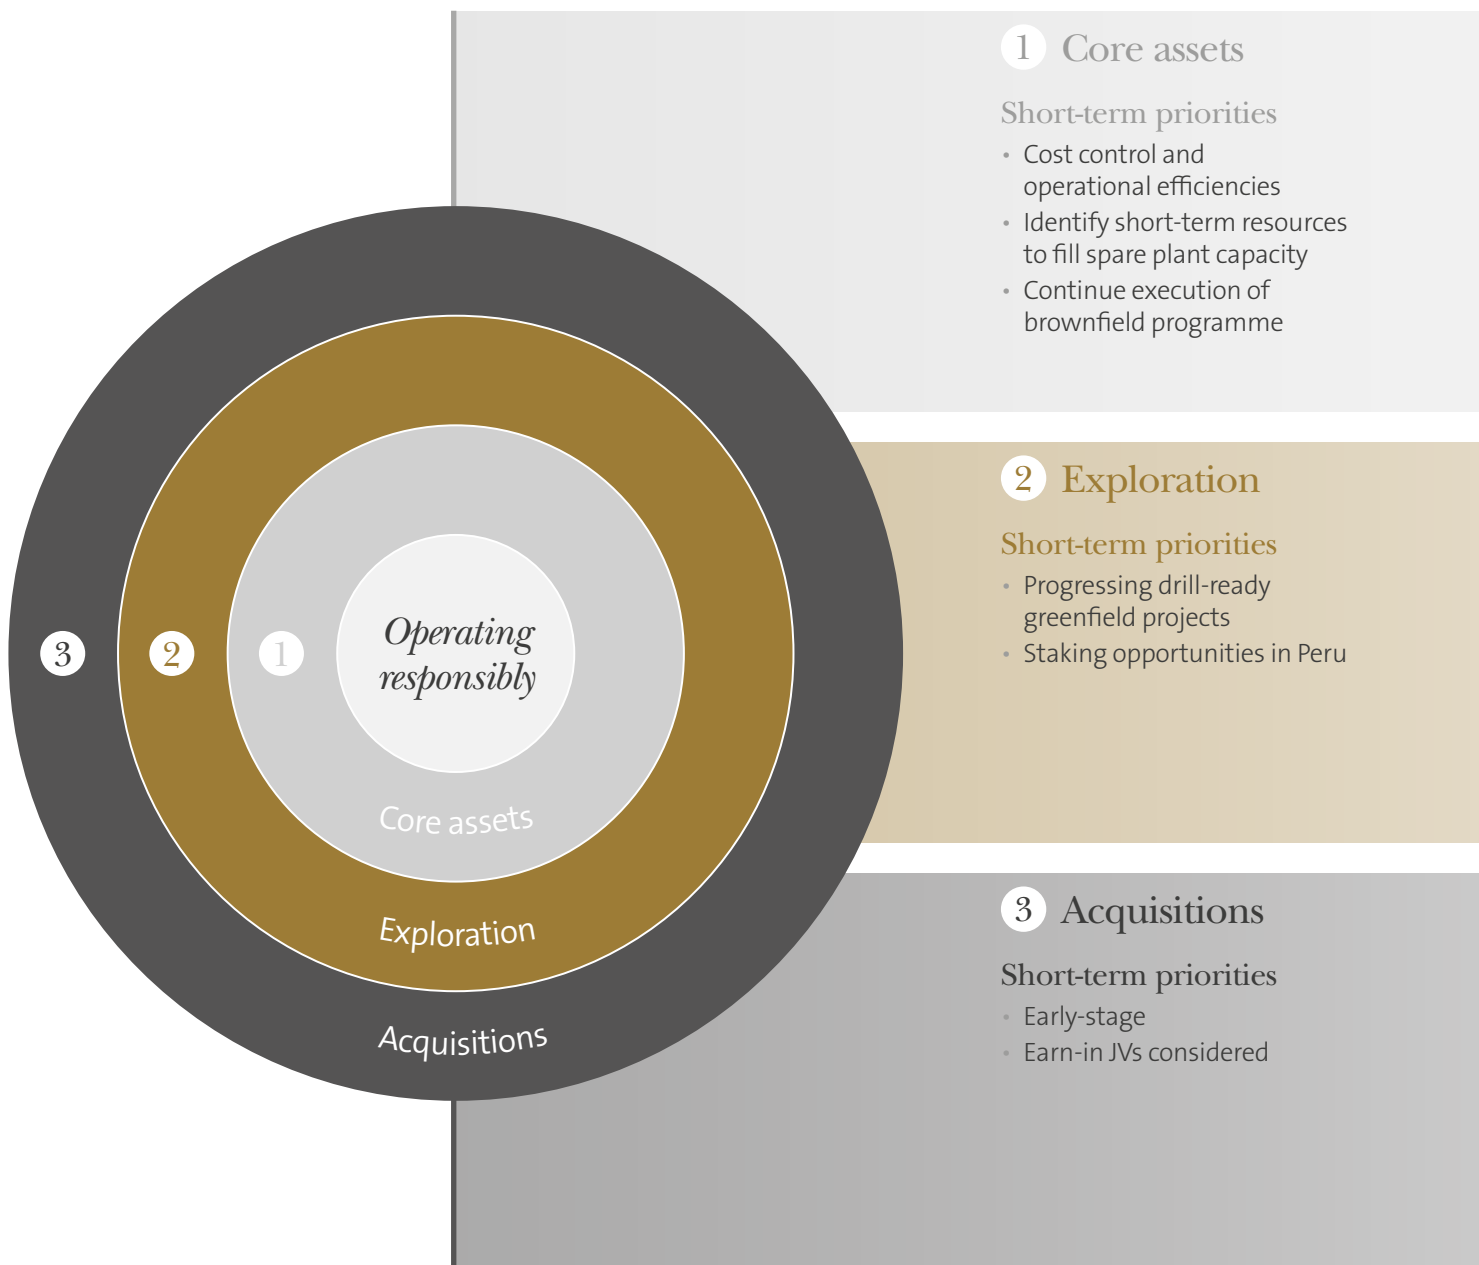 1 Core assets
Short-term priorities
• Cost control and
operational efficiencies
• Identify short-term resources
to fill spare plant capacity
• Continue execution of
brownfield programme
2 Exploration
Short-term priorities
• Progressing drill-ready
greenfield projects
• Staking opportunities in Peru
3 Acquisitions
Short-term priorities
• Early-stage
• Earn-in JVs considered
3 2 1
Operating
responsibly
Core assets
Exploration
Acquisitions